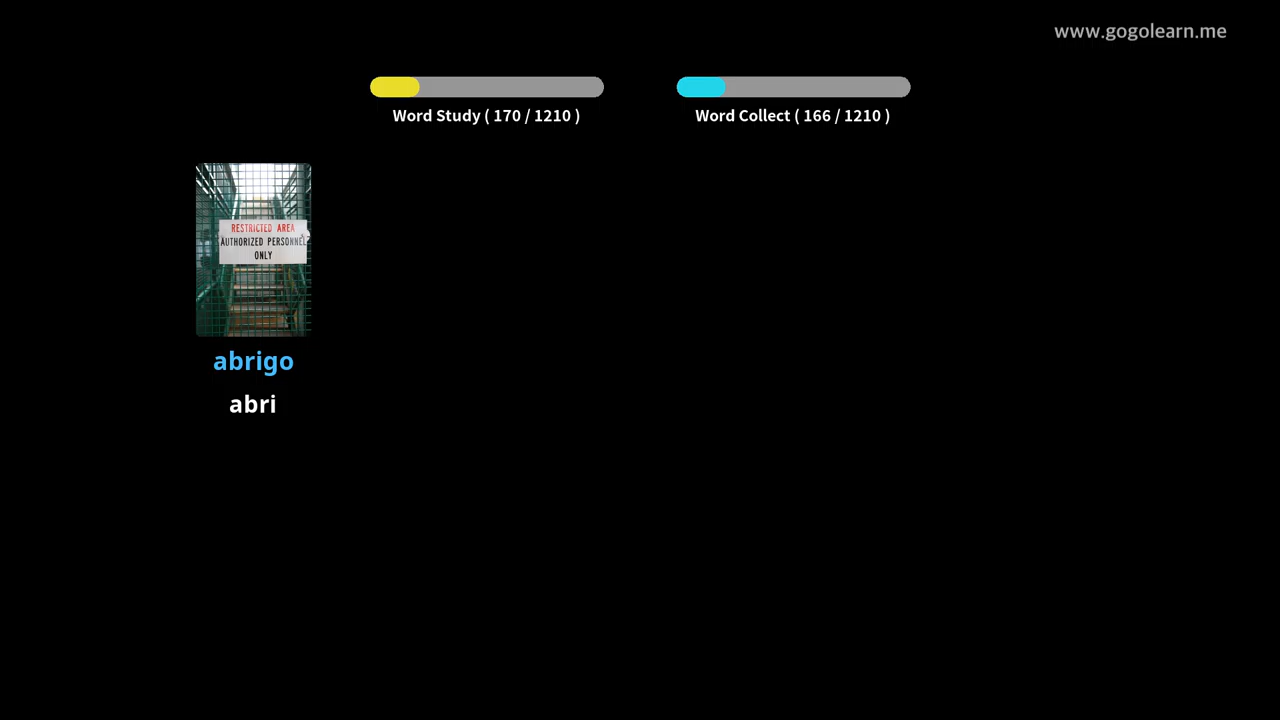 www.gogolearn.me
Word Study ( 170 / 1210 )
Word Collect ( 166 / 1210 )
RESTRICTED AREA
AUTHORIZED PERSONNEL
ONLY
abrigo
abri